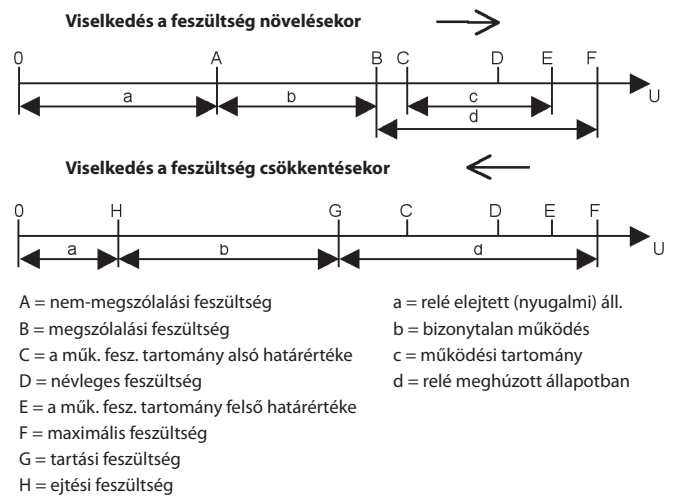 Viselkedés a feszültség növelésekor
0 A B C D E F
U
a b c
d
Viselkedés a feszültség csökkentésekor
0 H G C D E F
U
a b d
A = nem-megszólalási feszültség
B = megszólalási feszültség
C = a műk. fesz. tartomány alsó határértéke
D = névleges feszültség
E = a műk. fesz. tartomány felső határértéke
F = maximális feszültség
G = tartási feszültség
H = ejtési feszültség
a = relé elejtett (nyugalmi) áll.
b = bizonytalan működés
c = működési tartomány
d = relé meghúzott állapotban